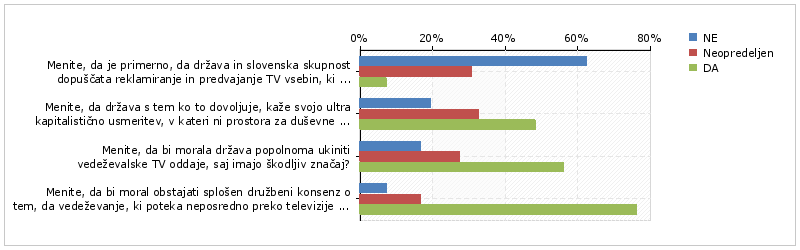 0% 20% 40% 60% 80%
NE
Neopredeljen
DA
Menite, da je primerno, da država in slovenska skupnost
dopuščata reklamiranje in predvajanje TV vsebin, ki ...
Menite, da država s tem ko to dovoljuje, kaže svojo ultra
kapitalistično usmeritev, v kateri ni prostora za duševne ...
Menite, da bi morala država popolnoma ukiniti
vedeževalske TV oddaje, saj imajo škodljiv značaj?
Menite, da bi moral obstajati splošen družbeni konsenz o
tem, da vedeževanje, ki poteka neposredno preko televizije ...